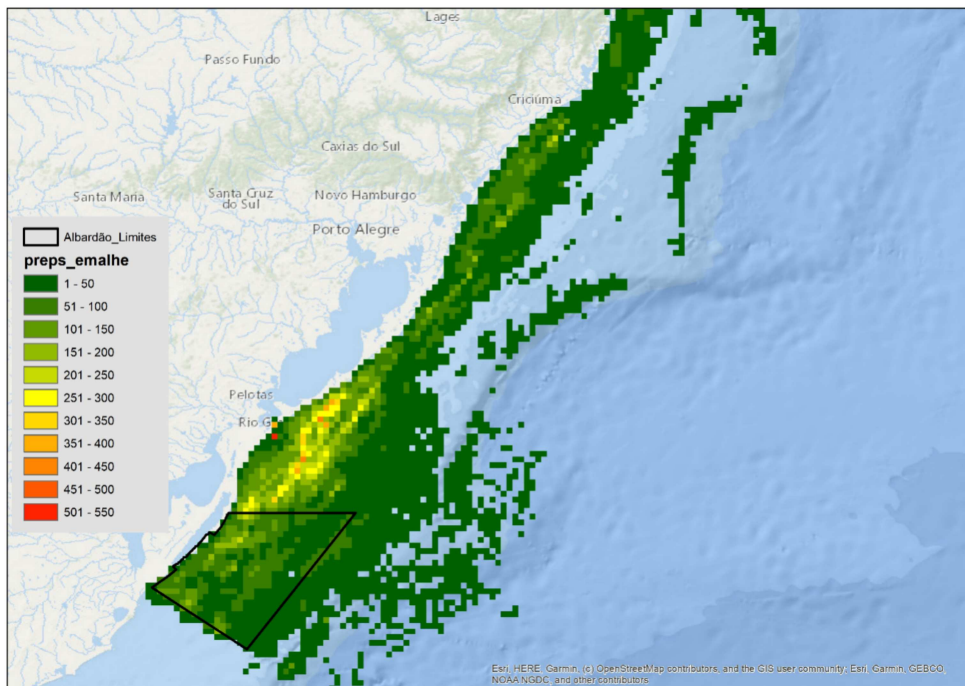 Lages
Passo Fundo
Criciúma
Caxias do Sul
Santa Maria
Santa Cruz
do Sul
Novo Hamburgo
Porto Alegre
Albardão_Limites
preps_emalhe
1 - 50
51 - 100
101 - 150
151 - 200
201 - 250
251 - 300
301 - 350
351 - 400
401 - 450
451 - 500
501 - 550
Pelotas
Rio G
Esri, HERE, Garmin, (c) OpenStreetMap contributors, and the GIS user community, Esri, Garmin, GEBCO,
NOAA NGDC, and other contributors